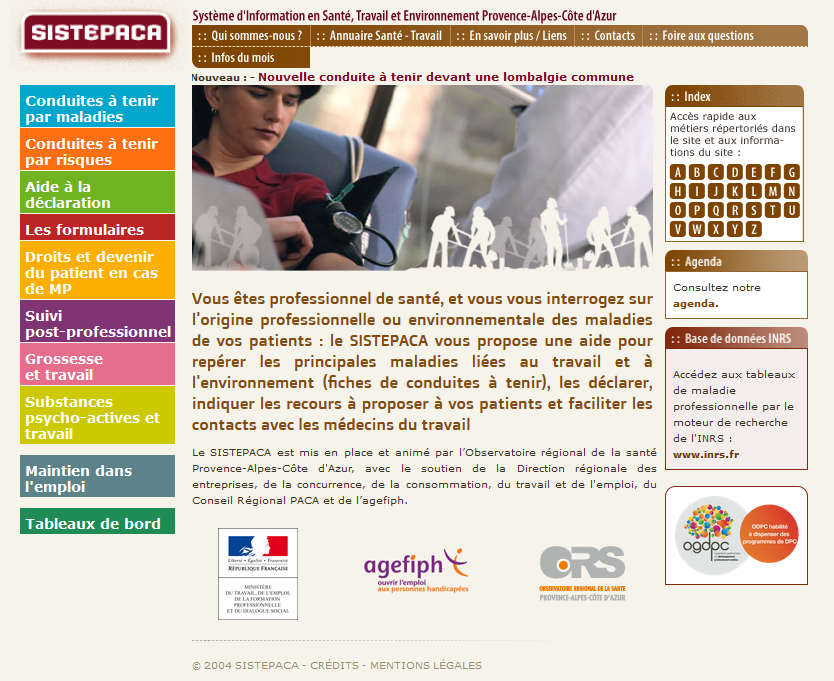 SISTEPACA
Système d'Information en Santé, Travail et Environnement Provence-Alpes-Côte d'Azur
:: Qui sommes-nous ?
:: Annuaire Santé - Travail
:: En savoir plus / Liens
:: Contacts
:: Foire aux questions
:: Infos du mois
Nouveau : - Nouvelle conduite à tenir devant une lombalgie commune
Conduites à tenir
par maladies
Conduites à tenir
par risques
Aide à la
déclaration
Les formulaires
Droits et devenir
du patient en cas
de MP
Suivi
post-professionnel
Grossesse
et travail
Substances
psycho-actives et
travail
Maintien dans
l'emploi
Tableaux de bord
Vous êtes professionnel de santé, et vous vous interrogez sur
l'origine professionnelle ou environnementale des maladies
de vos patients : le SISTEPACA vous propose une aide pour
repérer les principales maladies liées au travail et à
l'environnement (fiches de conduites à tenir), les déclarer,
indiquer les recours à proposer à vos patients et faciliter les
contacts avec les médecins du travail
Le SISTEPACA est mis en place et animé par l’Observatoire régional de la santé
Provence-Alpes-Côte d'Azur, avec le soutien de la Direction régionale des
entreprises, de la concurrence, de la consommation, du travail et de l'emploi, du
Conseil Régional PACA et de l’agefiph.
Liberté • Égalité • Fraternité
RÉPUBLIQUE FRANÇAISE
MINISTÈRE
DU TRAVAIL, DE L'EMPLOI,
DE LA FORMATION
PROFESSIONNELLE
ET DU DIALOGUE SOCIAL
agefiph
ouvrir l'emploi
aux personnes handicapées
ORS
OBSERVATOIRE REGIONAL DE LA SANTE
PROVENCE-ALPES-CÔTE D'AZUR
:: Index
Accès rapide aux
métiers répertoriés dans
le site et aux informa-
tions du site :
A B C D E F G
H I J K L M N
O P Q R S T U
V W X Y Z
:: Agenda
Consultez notre
agenda.
:: Base de données INRS
Accédez aux tableaux
de maladie
professionnelle par le
moteur de recherche
de l'INRS :
www.inrs.fr
ogdpc
ODPC habilité
à dispenser des
programmes de DPC
© 2004 SISTEPACA - CRÉDITS - MENTIONS LÉGALES